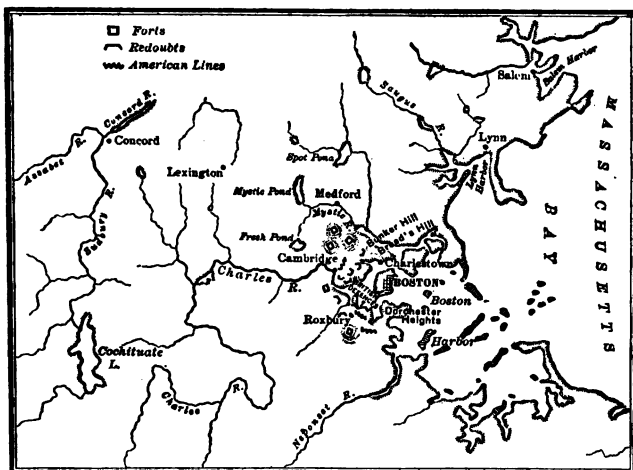 Forts
Redoubts
American Lines
Salem
Salem Harbor
Saugus R.
Concord R.
Concord
Assabet R.
Lexington
Spot Pond
Lynn
Lynn Harbor
MASSACHUSETTS
BAY
Mystic Pond
Medford
Mystic R.
Sudbury R.
Fresh Pond
Bunker Hill
Breed's Hill
Cambridge
Charlestown
Charles R.
BOSTON
Boston
Harbor
Roxbury
Dorchester
Heights
Cochituate
L.
Charles R.
Neponset R.